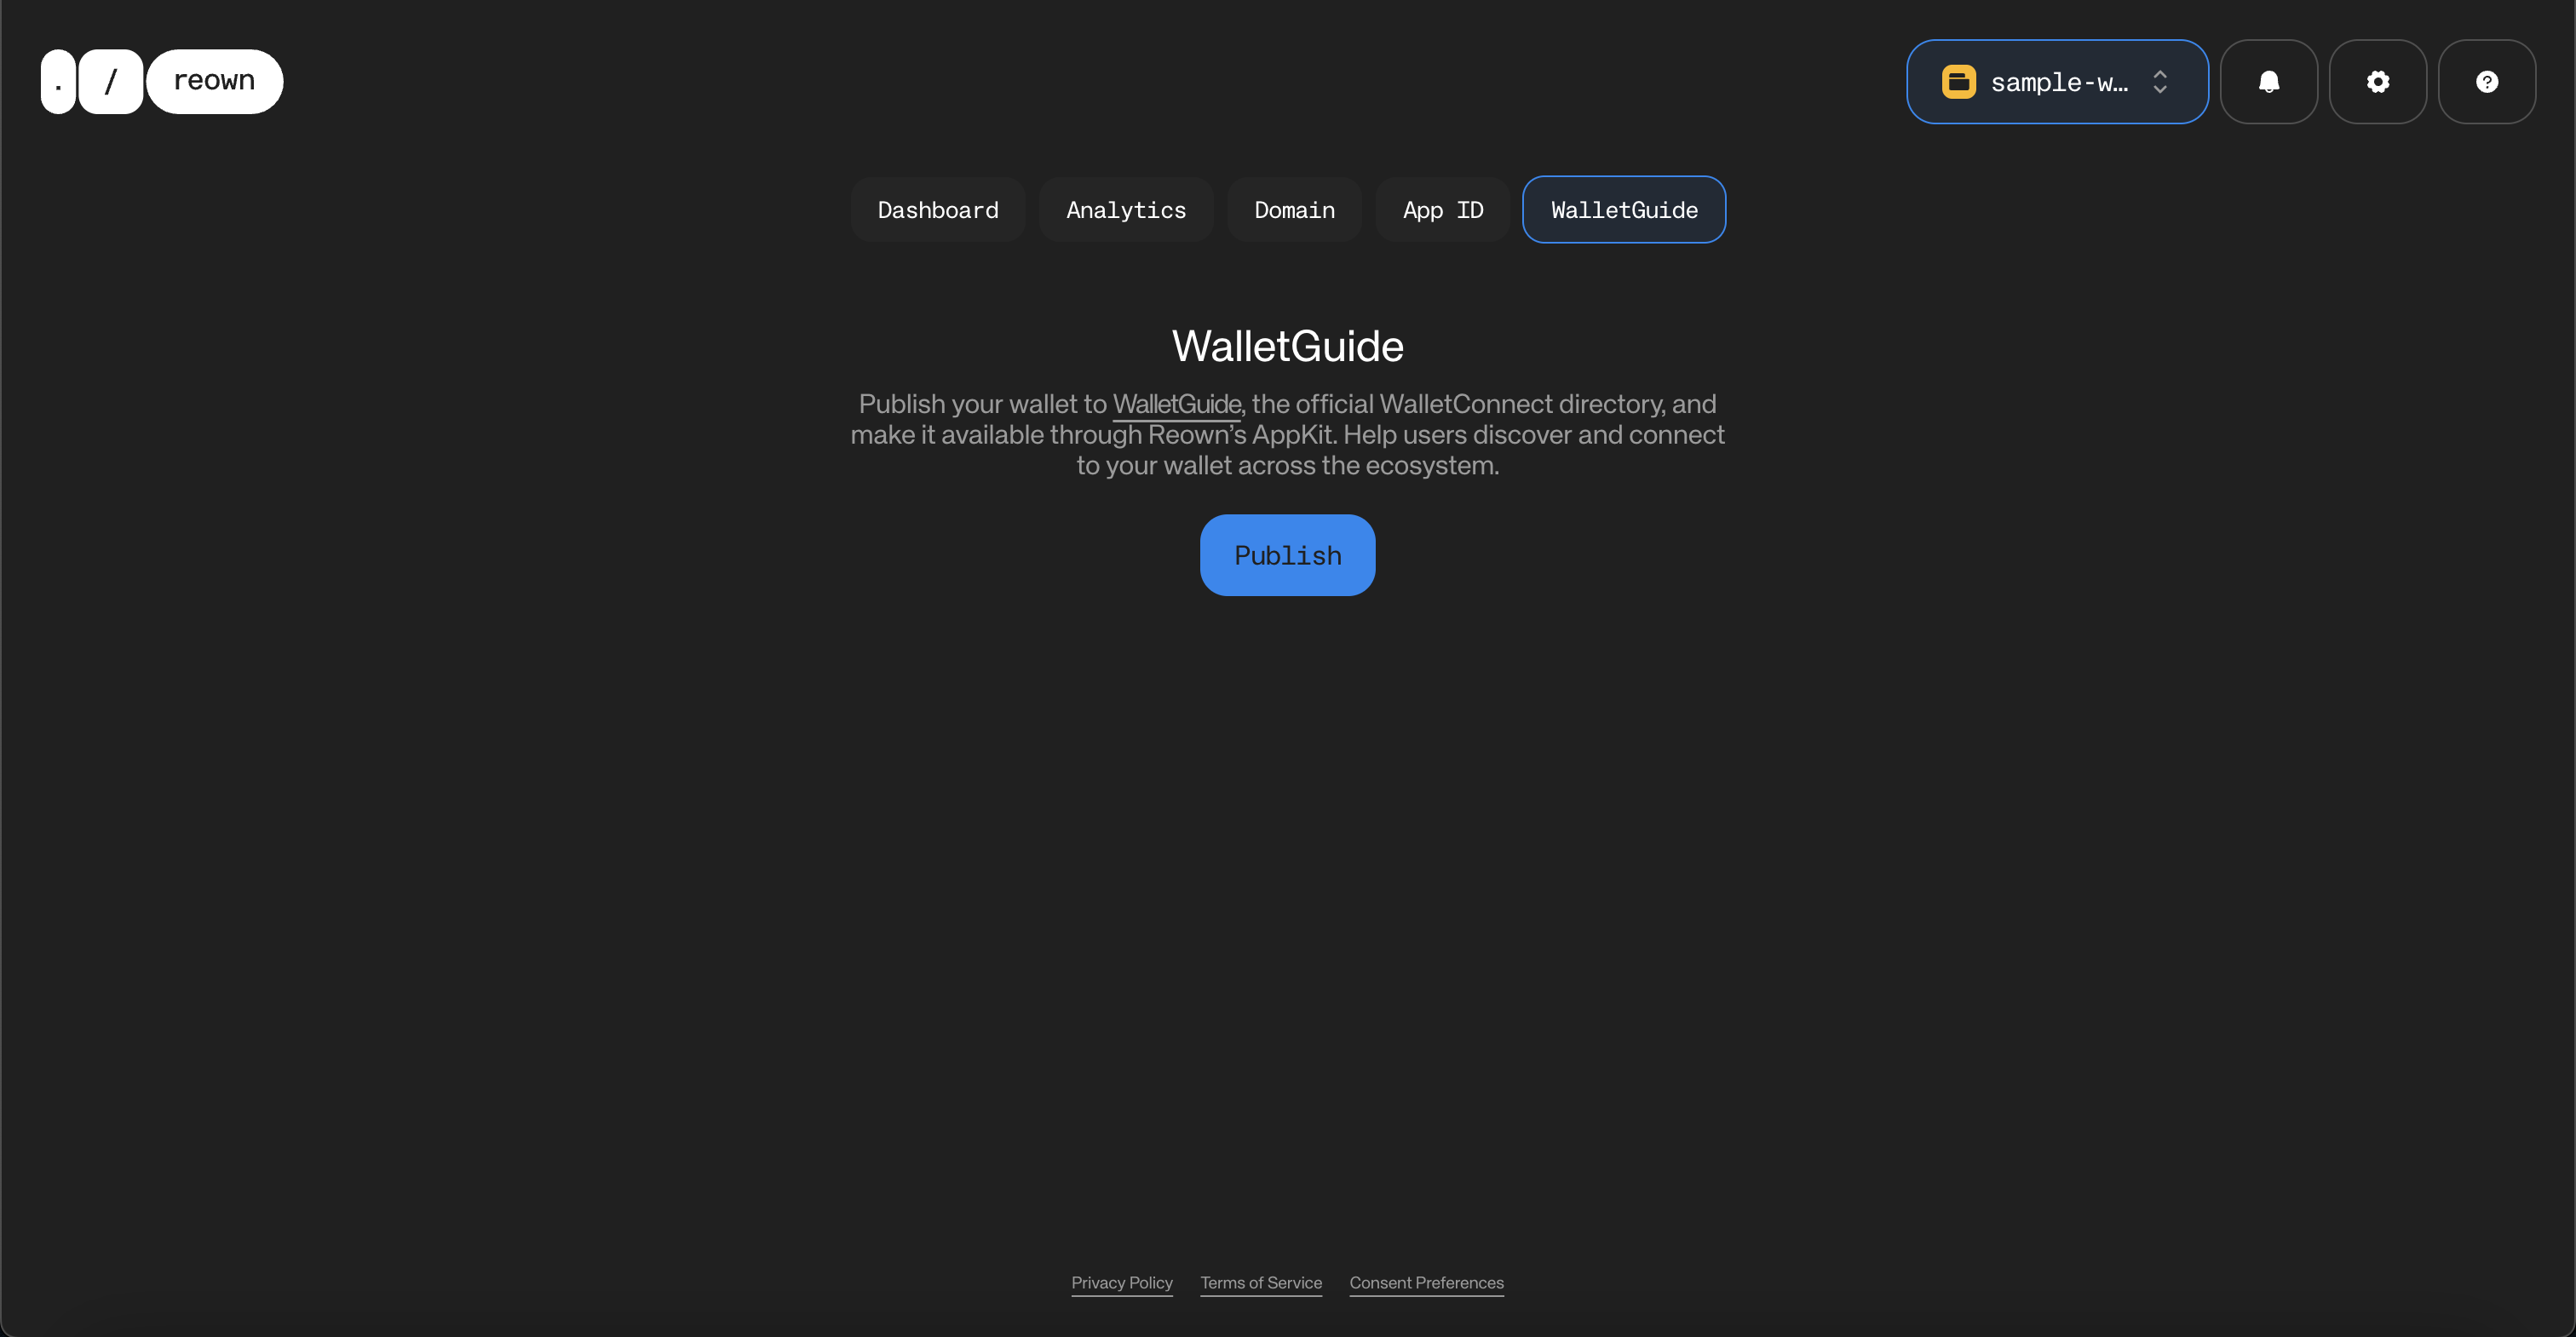 . / reown
sample-w…
Dashboard
Analytics
Domain
App ID
WalletGuide
WalletGuide
Publish your wallet to WalletGuide, the official WalletConnect directory, and
make it available through Reown’s AppKit. Help users discover and connect
to your wallet across the ecosystem.
Publish
Privacy Policy
Terms of Service
Consent Preferences